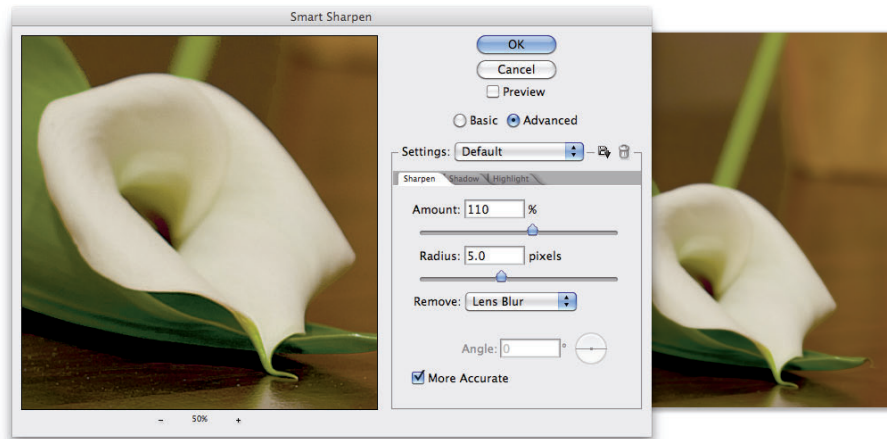 Smart Sharpen
OK
Cancel
Preview
Basic Advanced
Settings: Default
Sharpen Shadow Highlight
Amount: 110 %
Radius: 5.0 pixels
Remove: Lens Blur
Angle: 0 °
More Accurate
- 50% +